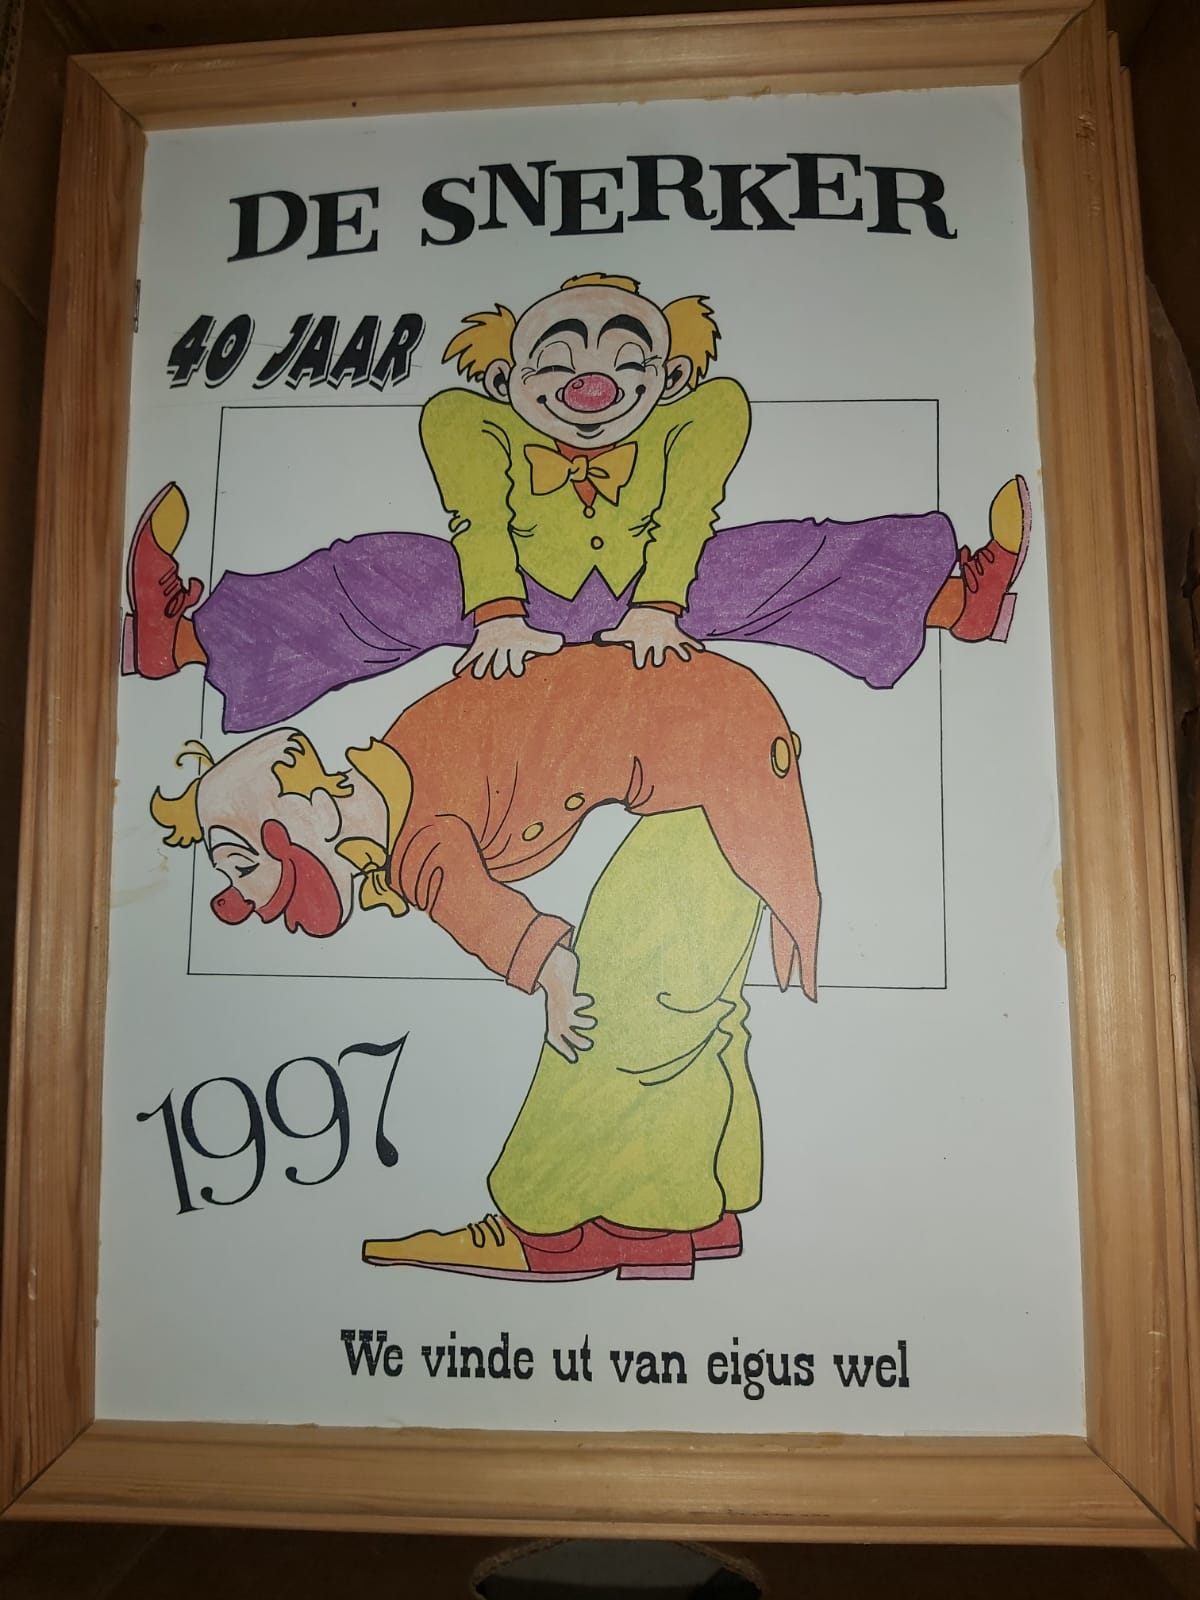 DE SNERKER
40 JAAR
1997
We vinde ut van eigus wel